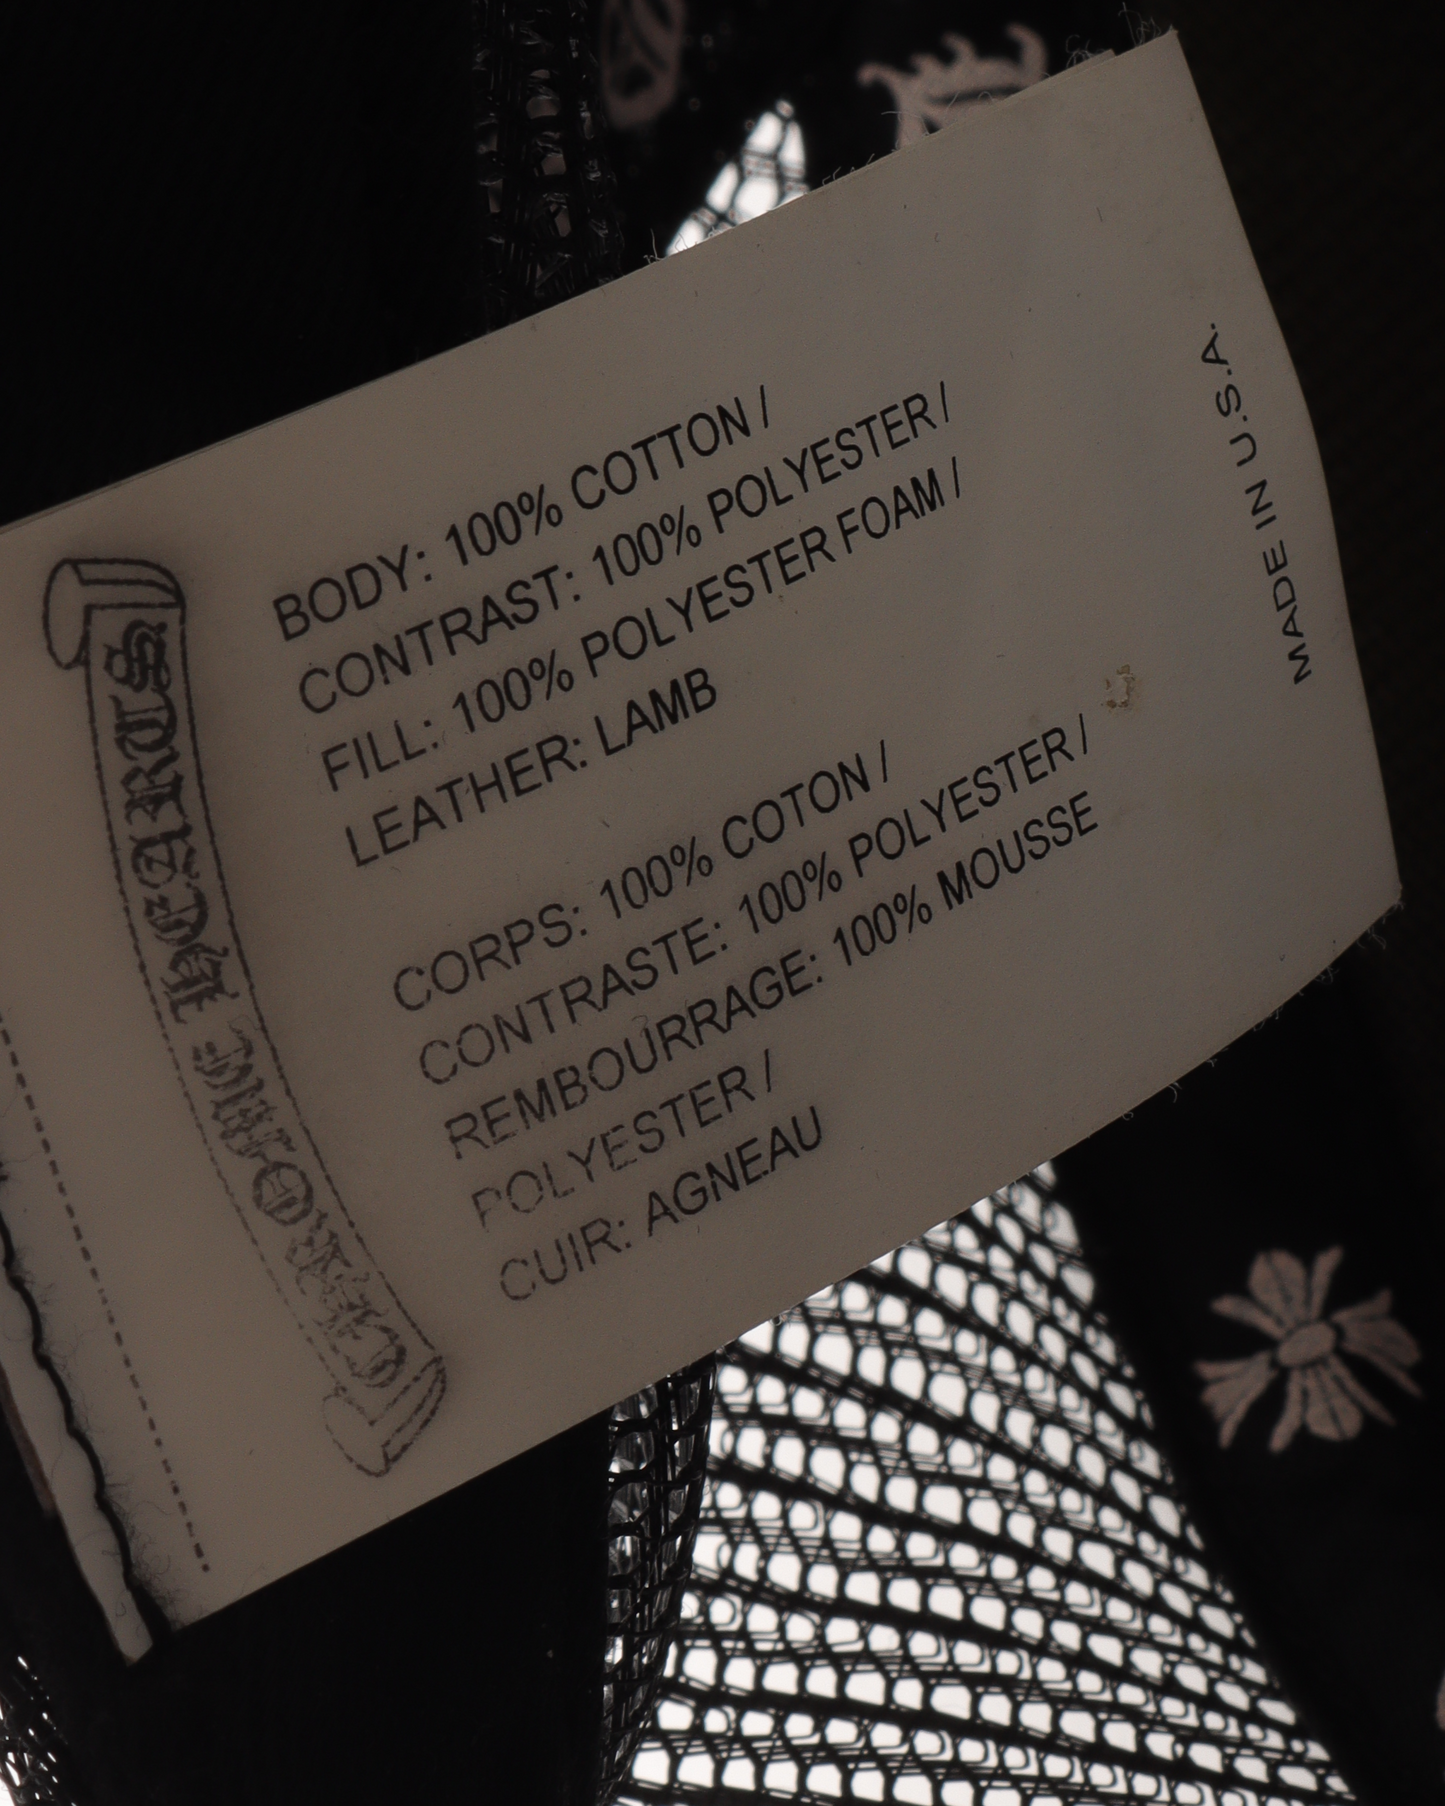 CHROME HEARTS
BODY: 100% COTTON /
CONTRAST: 100% POLYESTER /
FILL: 100% POLYESTER FOAM /
LEATHER: LAMB
CORPS: 100% COTON /
CONTRASTE: 100% POLYESTER /
REMBOURRAGE: 100% MOUSSE
POLYESTER /
CUIR: AGNEAU
MADE IN U.S.A.